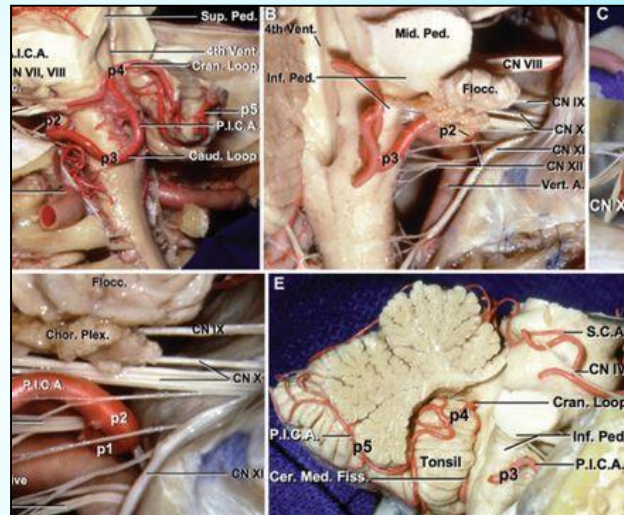 Sup. Ped.
.I.C.A.
N VII, VIII
4th Vent.
p4
Cran. Loop
p5
p2
P.I.C.A.
p3
Caud. Loop
B
4th Vent.
Mid. Ped.
CN VIII
Inf. Ped.
Flocc.
CN IX
p2
CN X
p3
CN XI
CN XII
Vert. A.
C
CN X
Flocc.
Chor. Plex.
CN IX
CN X
P.I.C.A.
p2
p1
CN XI
ive
E
S.C.A.
CN IV
p4
Cran. Loop
P.I.C.A.
p5
Inf. Ped.
Tonsil
P.I.C.A.
Cer. Med. Fiss.
p3